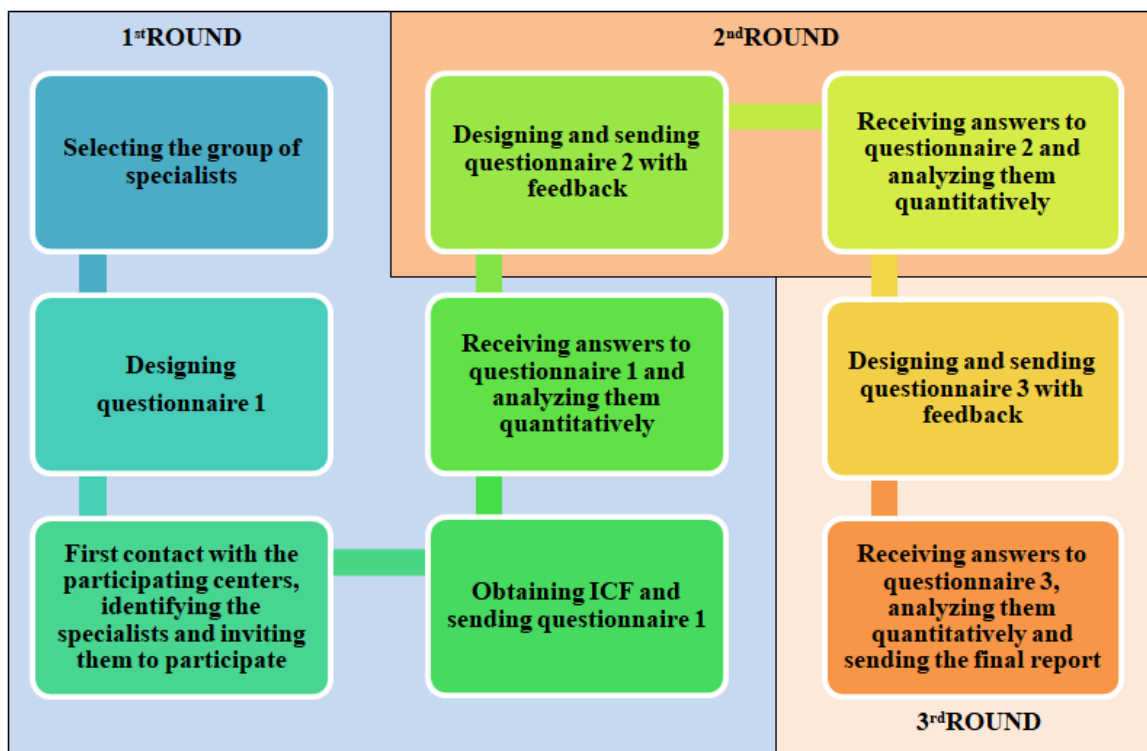 1stROUND
Selecting the group of
specialists
Designing
questionnaire 1
First contact with the
participating centers,
identifying the
specialists and inviting
them to participate
Obtaining ICF and
sending questionnaire 1
Receiving answers to
questionnaire 1 and
analyzing them
quantitatively
2ndROUND
Designing and sending
questionnaire 2 with
feedback
Receiving answers to
questionnaire 2 and
analyzing them
quantitatively
Designing and sending
questionnaire 3 with
feedback
Receiving answers to
questionnaire 3,
analyzing them
quantitatively and
sending the final report
3rdROUND